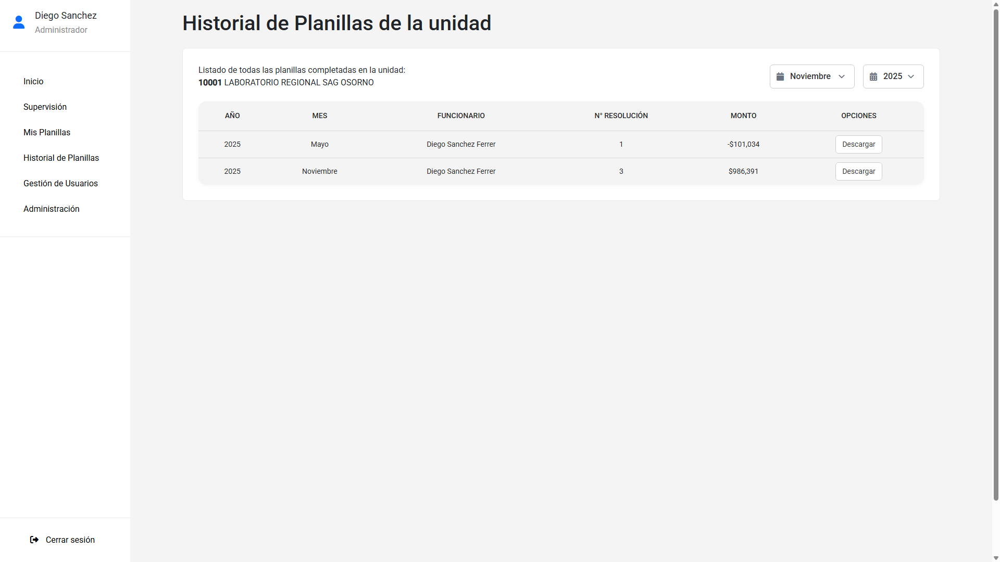 Diego Sanchez
Administrador
Inicio
Supervisión
Mis Planillas
Historial de Planillas
Gestión de Usuarios
Administración
Cerrar sesión
Historial de Planillas de la unidad
Listado de todas las planillas completadas en la unidad:
10001 LABORATORIO REGIONAL SAG OSORNO
Noviembre 2025
AÑO MES FUNCIONARIO N° RESOLUCIÓN MONTO OPCIONES
2025 Mayo Diego Sanchez Ferrer 1 -$101,034 Descargar
2025 Noviembre Diego Sanchez Ferrer 3 $986,391 Descargar